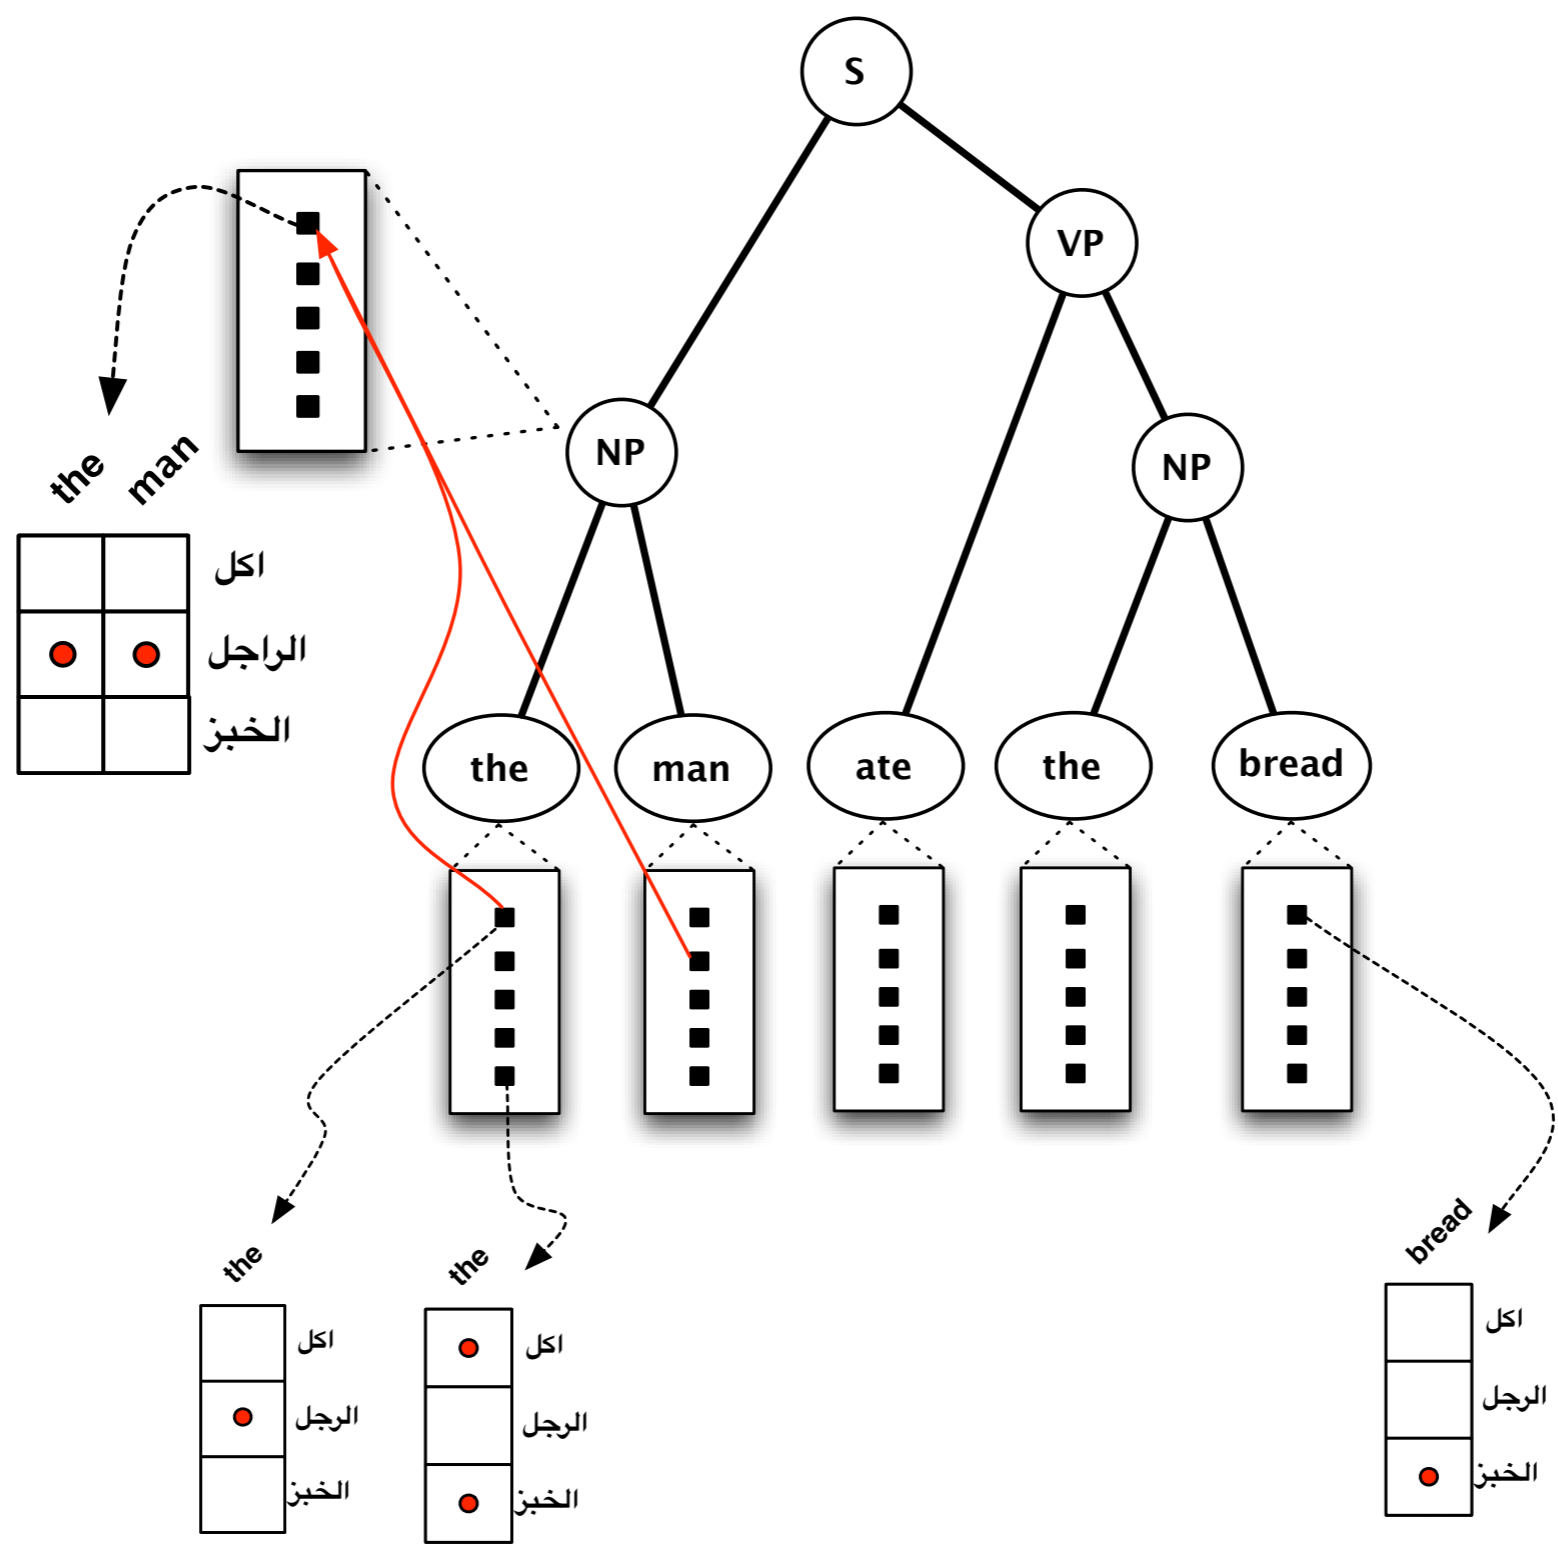 S
VP
NP
NP
the man
اكل
الراجل
الخبز
the man ate the bread
the
اكل
الرجل
الخبز
the
اكل
الرجل
الخبز
bread
اكل
الرجل
الخبز